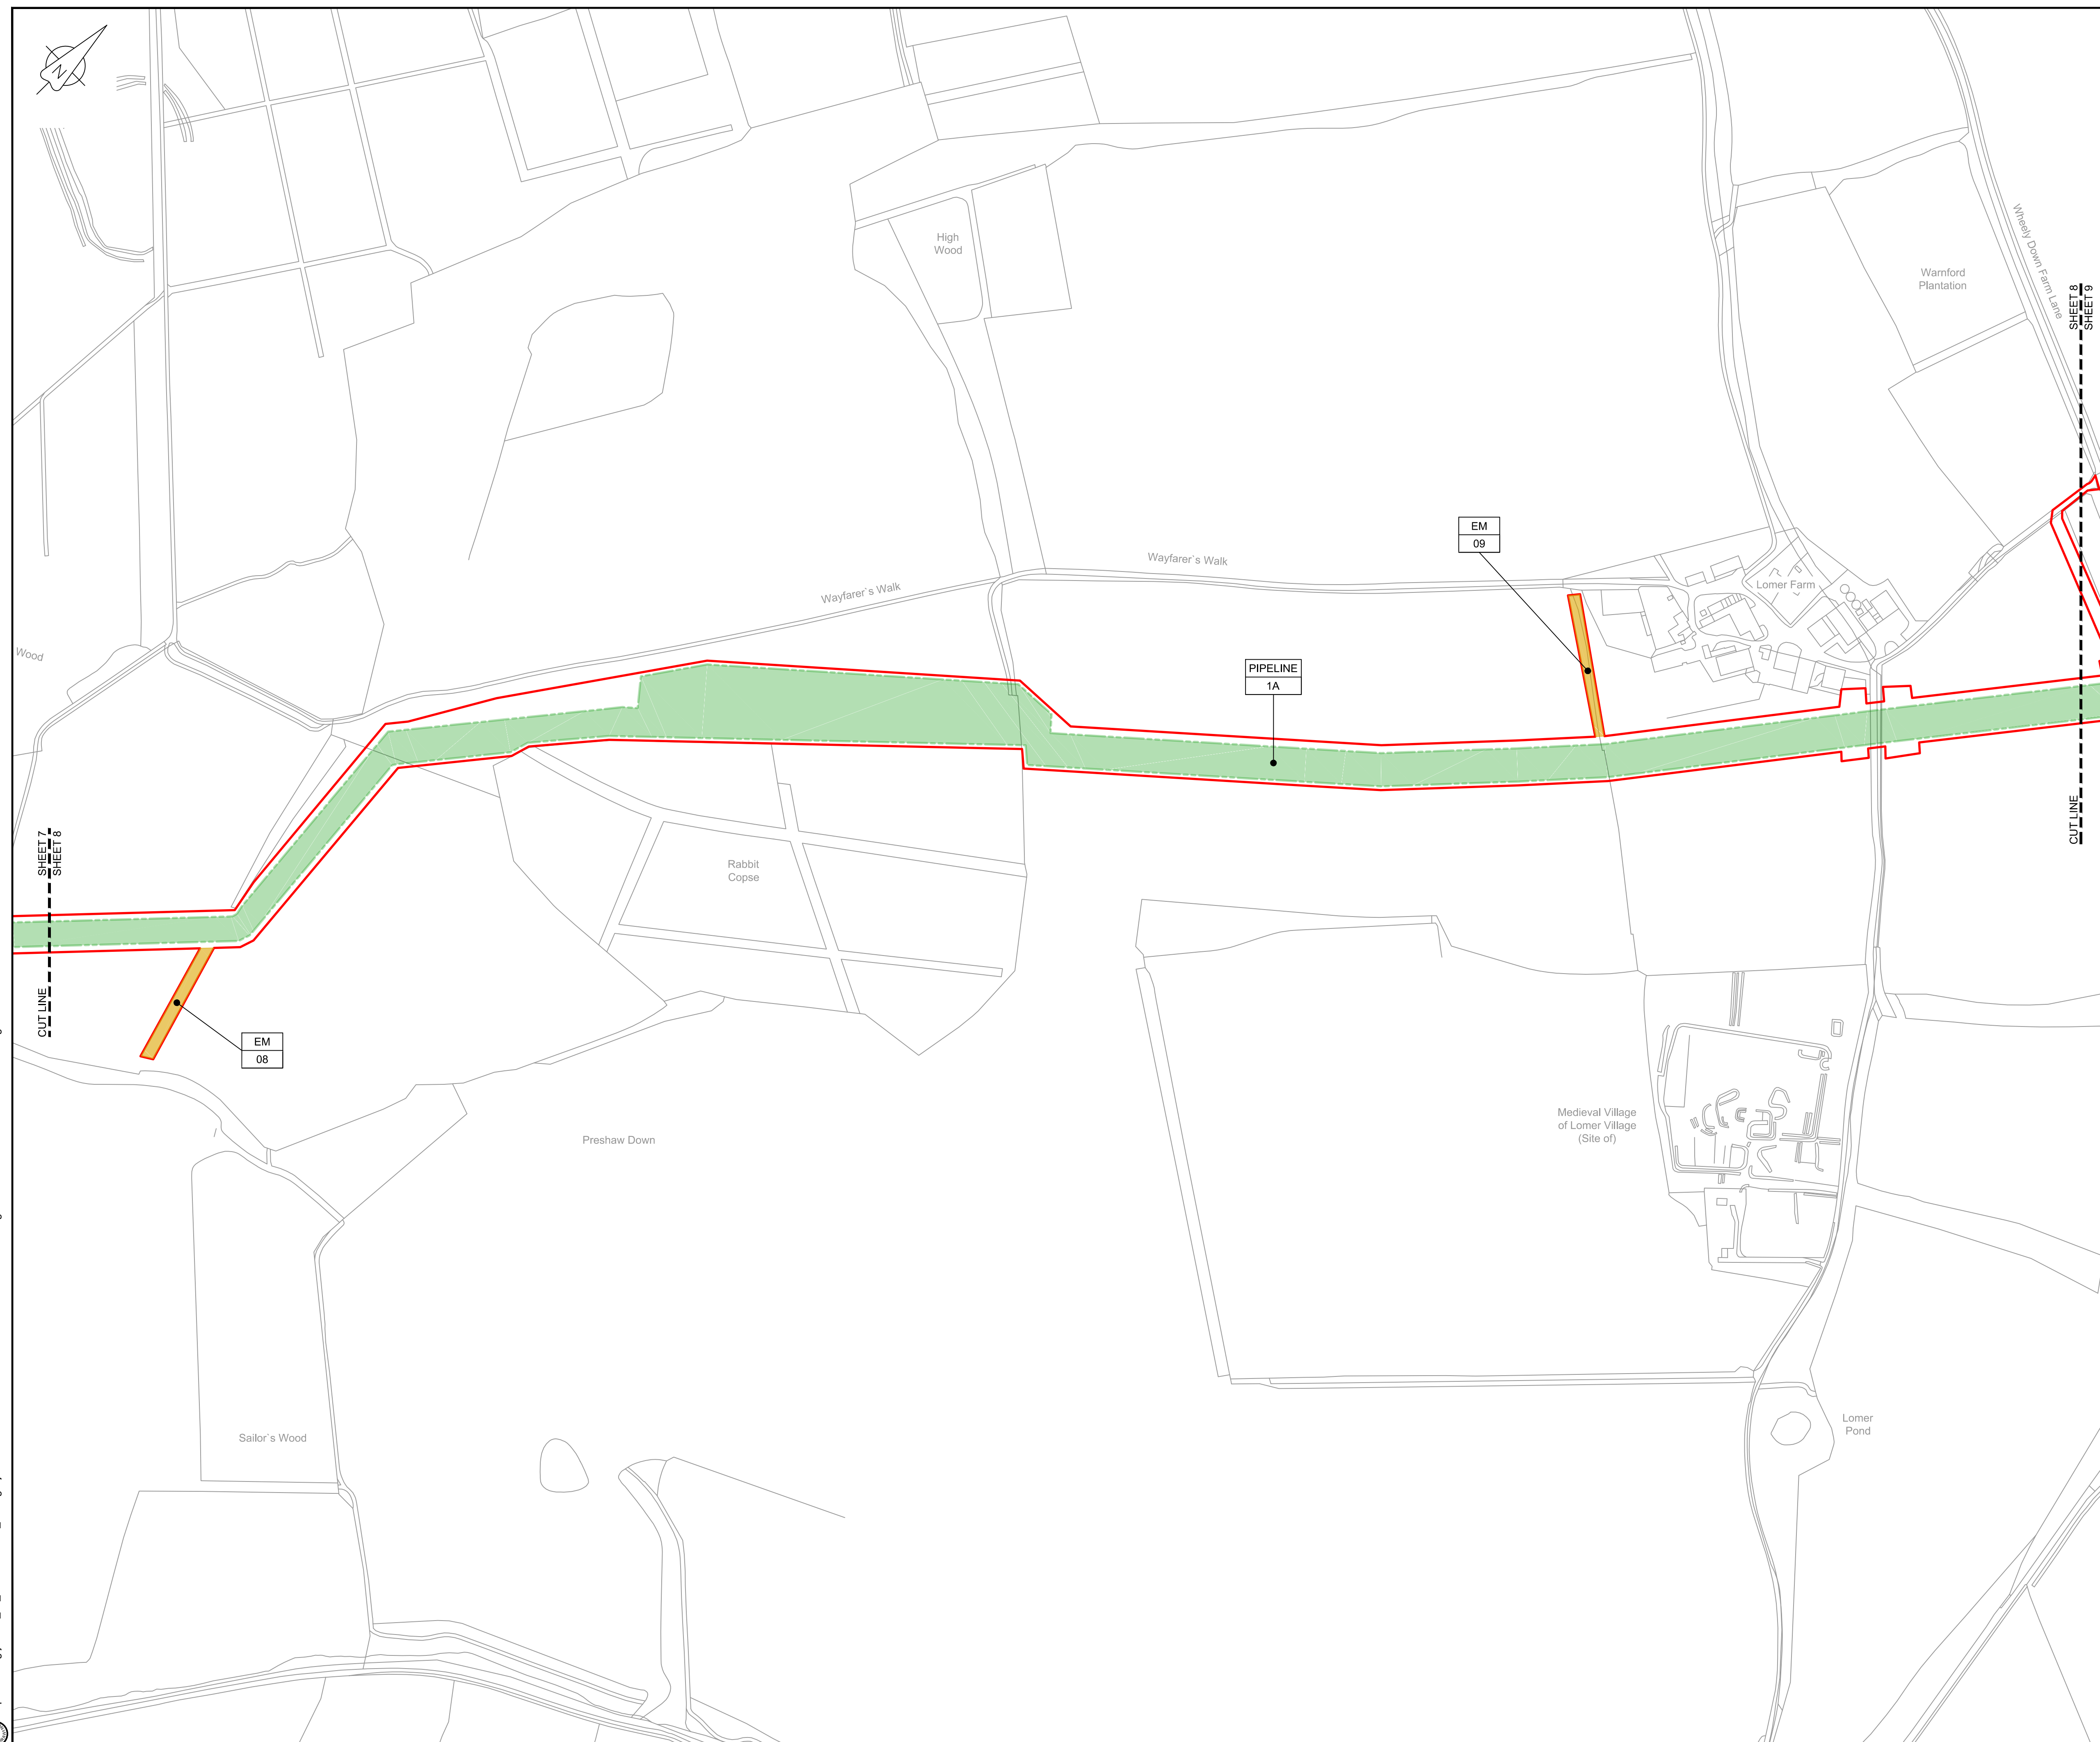 N
High
Wood
Warnford
Plantation
Wheely Down Farm Lane
SHEET 8
SHEET 9
EM
09
Wayfarer`s Walk
Wayfarer`s Walk
Lomer Farm
Wood
PIPELINE
1A
SHEET 7
SHEET 8
CUT LINE
CUT LINE
Rabbit
Copse
EM
08
Preshaw Down
Medieval Village
of Lomer Village
(Site of)
Sailor`s Wood
Lomer
Pond